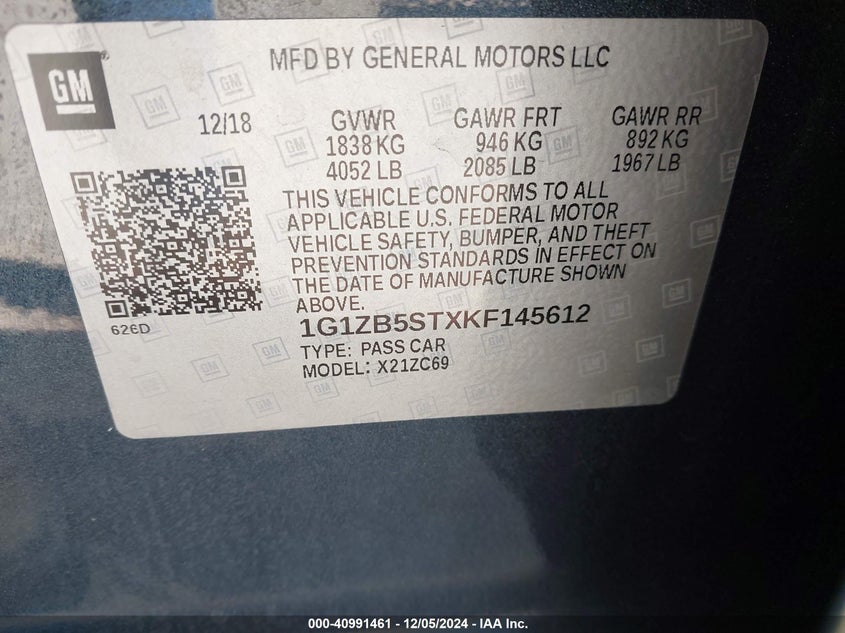 GM
MFD BY GENERAL MOTORS LLC
12/18
GVWR GAWR FRT GAWR RR
1838 KG 946 KG 892 KG
4052 LB 2085 LB 1967 LB
THIS VEHICLE CONFORMS TO ALL
APPLICABLE U.S. FEDERAL MOTOR
VEHICLE SAFETY, BUMPER, AND THEFT
PREVENTION STANDARDS IN EFFECT ON
THE DATE OF MANUFACTURE SHOWN
ABOVE.
626D
1G1ZB5STXKF145612
TYPE: PASS CAR
MODEL: X21ZC69
000-40991461 - 12/05/2024 - IAA Inc.